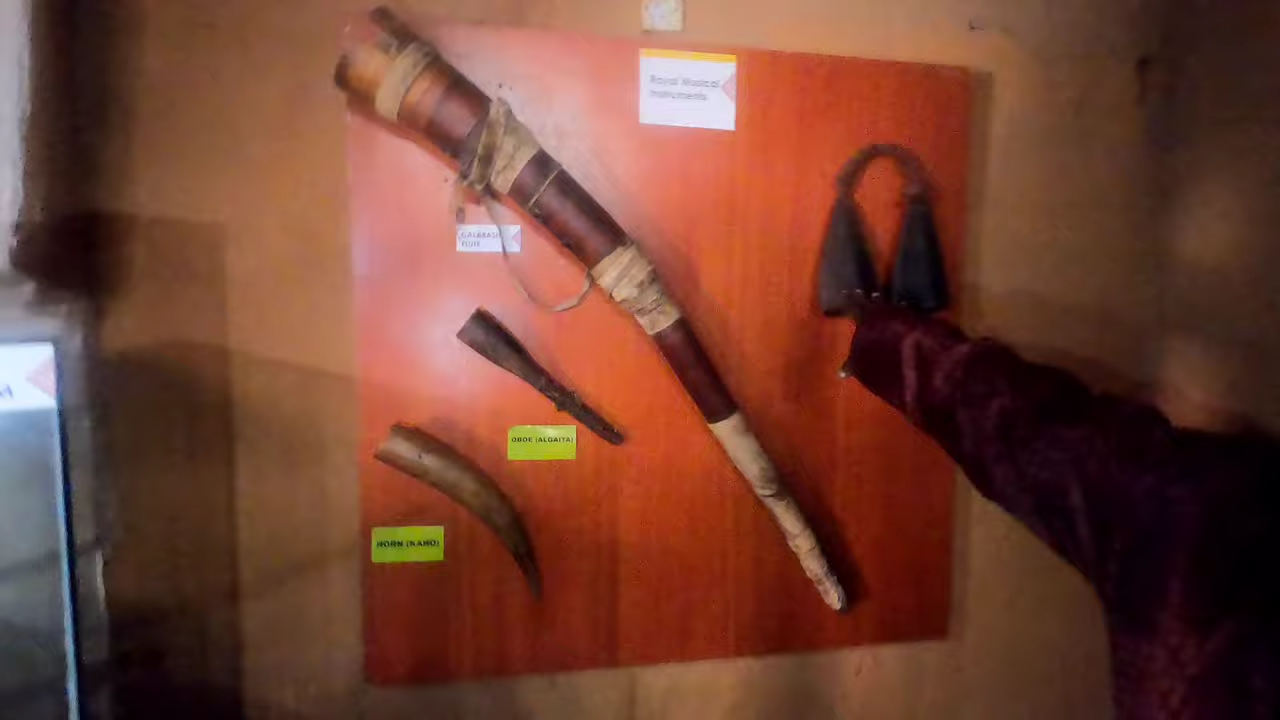 Royal Musical
Instruments
CALABASH
FLUTE
OBOE (ALGAITA)
HORN (KAHO)